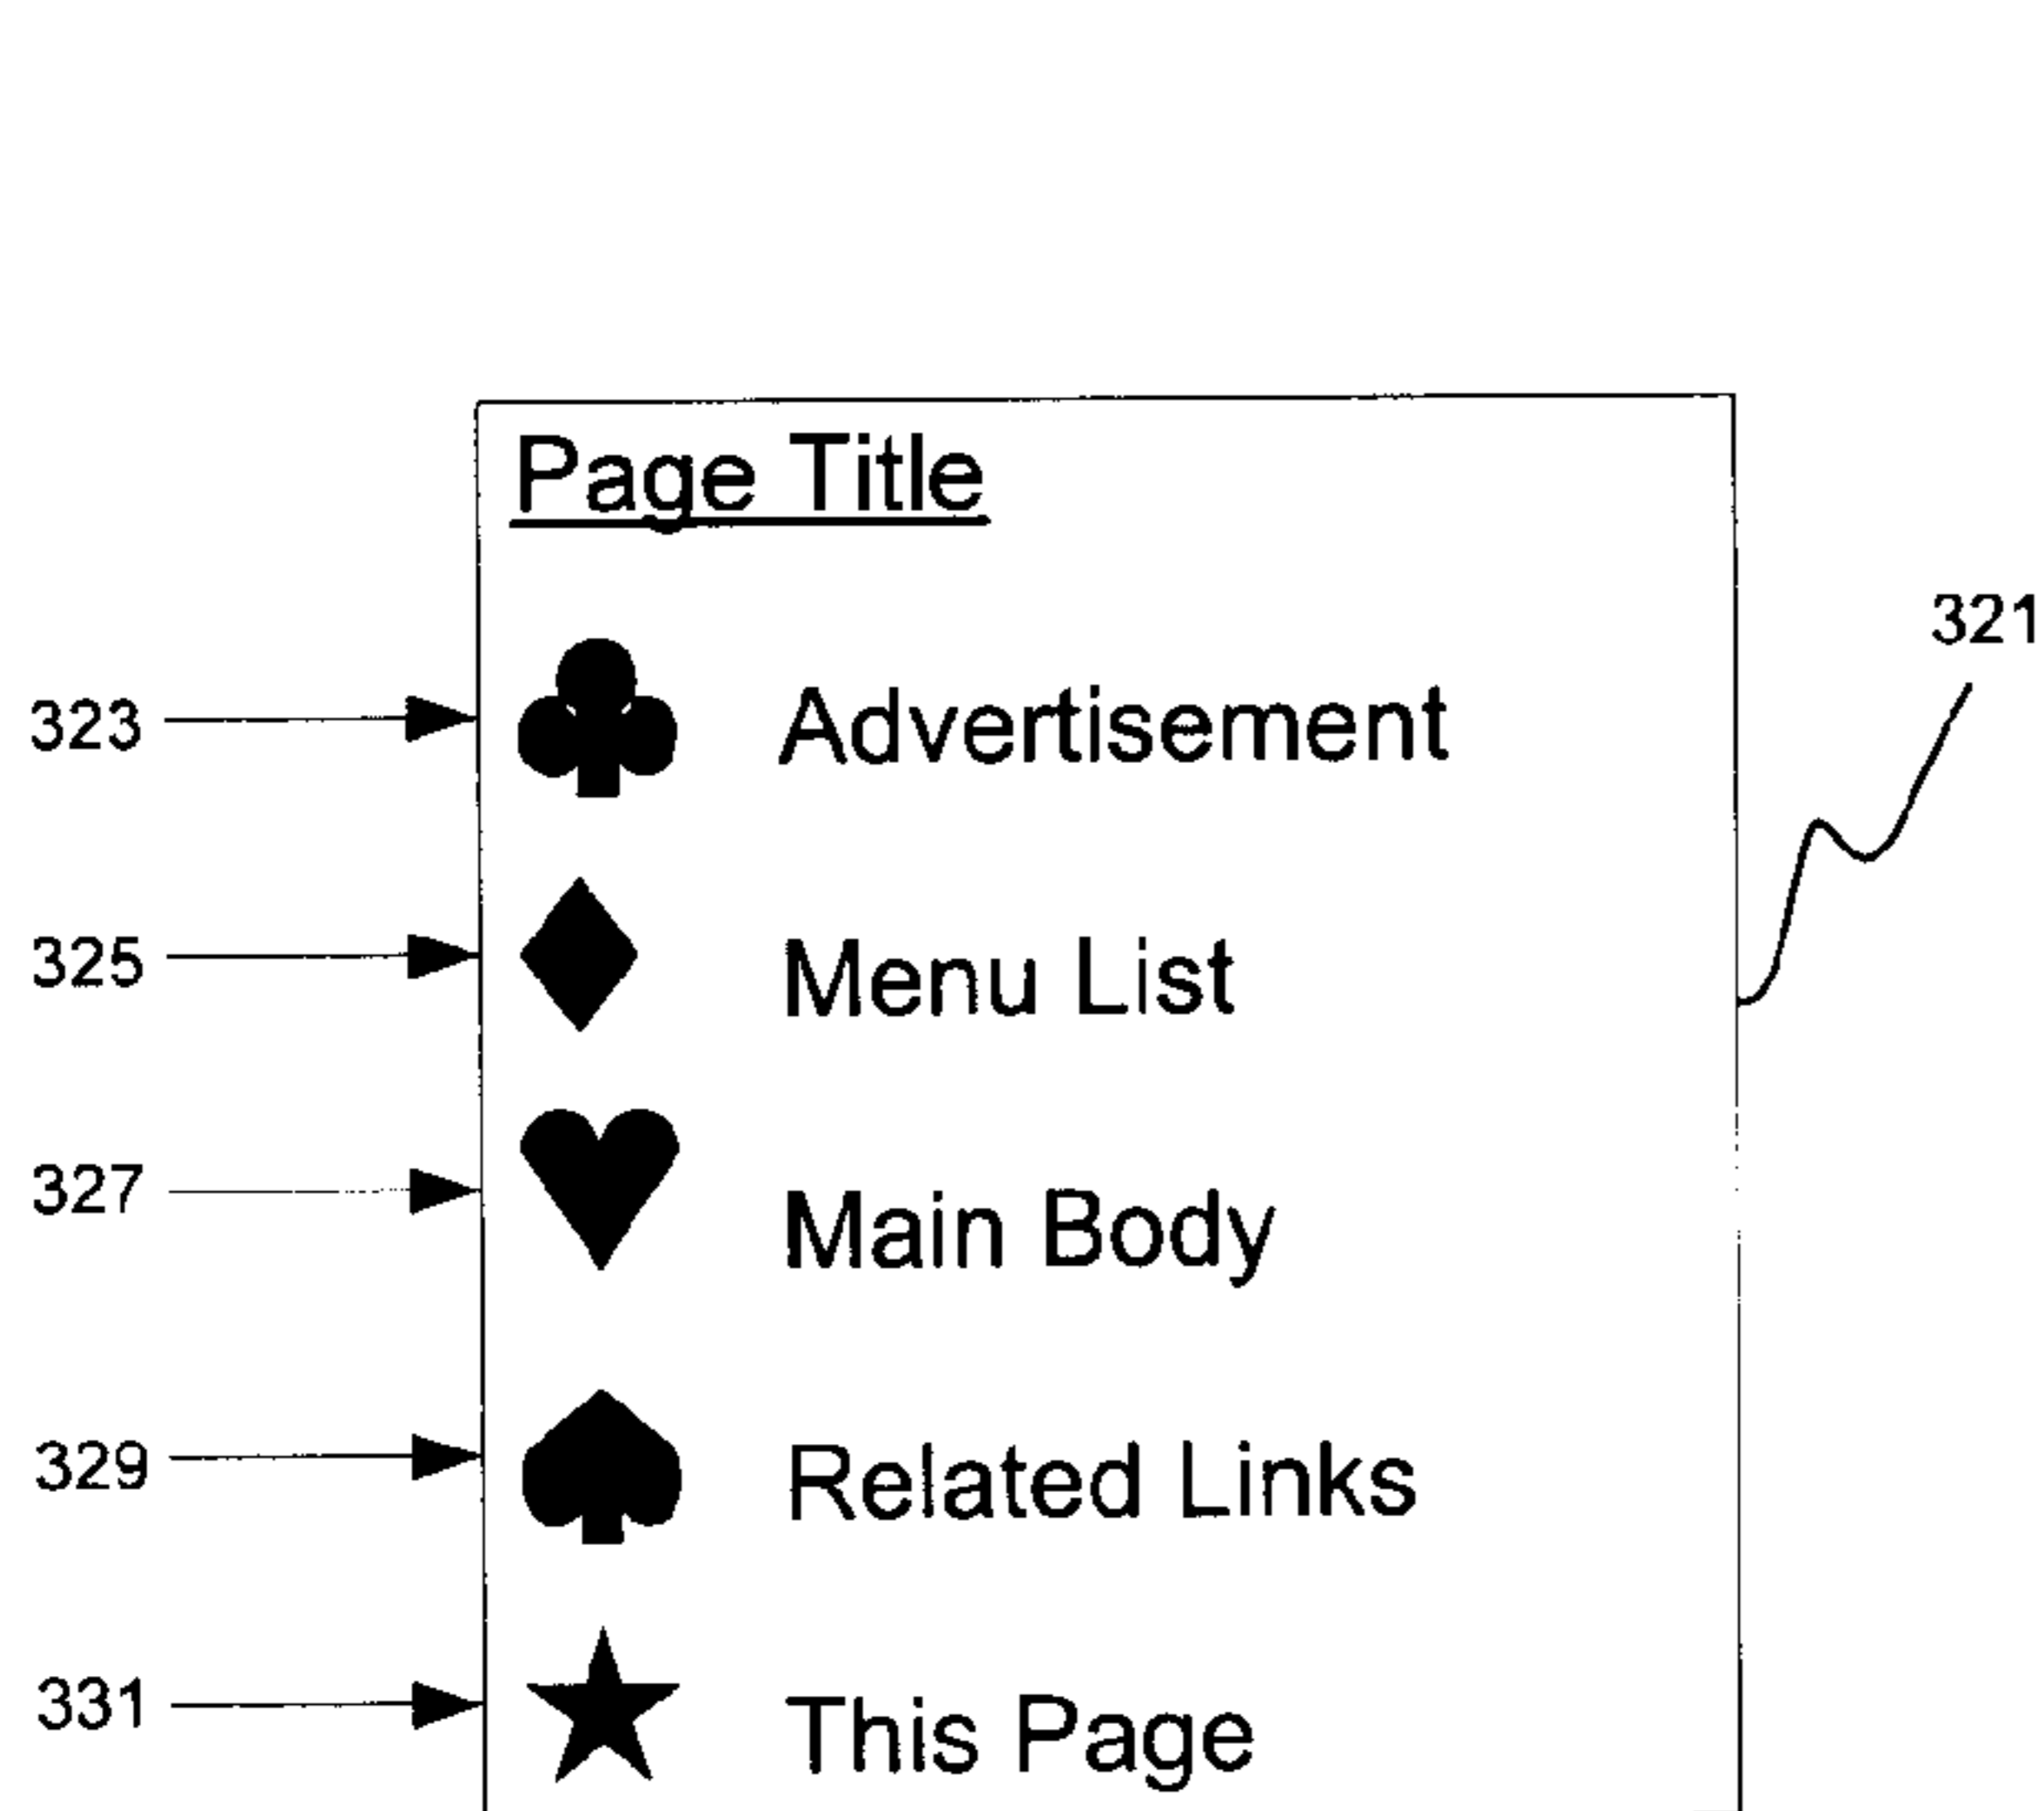 Page Title
321
323 Advertisement
325 Menu List
327 Main Body
329 Related Links
331 This Page